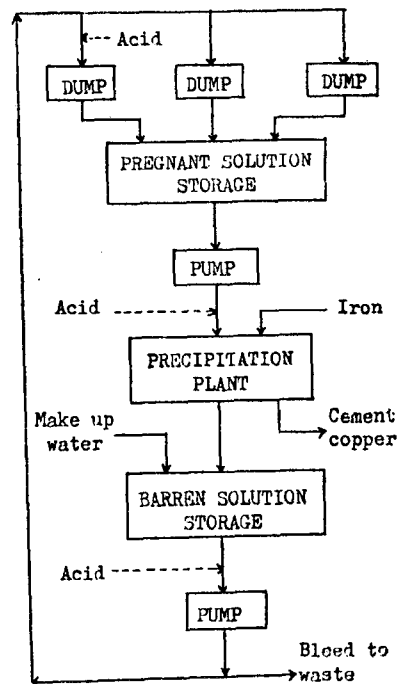 Acid
DUMP DUMP DUMP
PREGNANT SOLUTION
STORAGE
PUMP
Acid
Iron
PRECIPITATION
PLANT
Cement
copper
Make up
water
BARREN SOLUTION
STORAGE
Acid
PUMP
Bleed to
waste